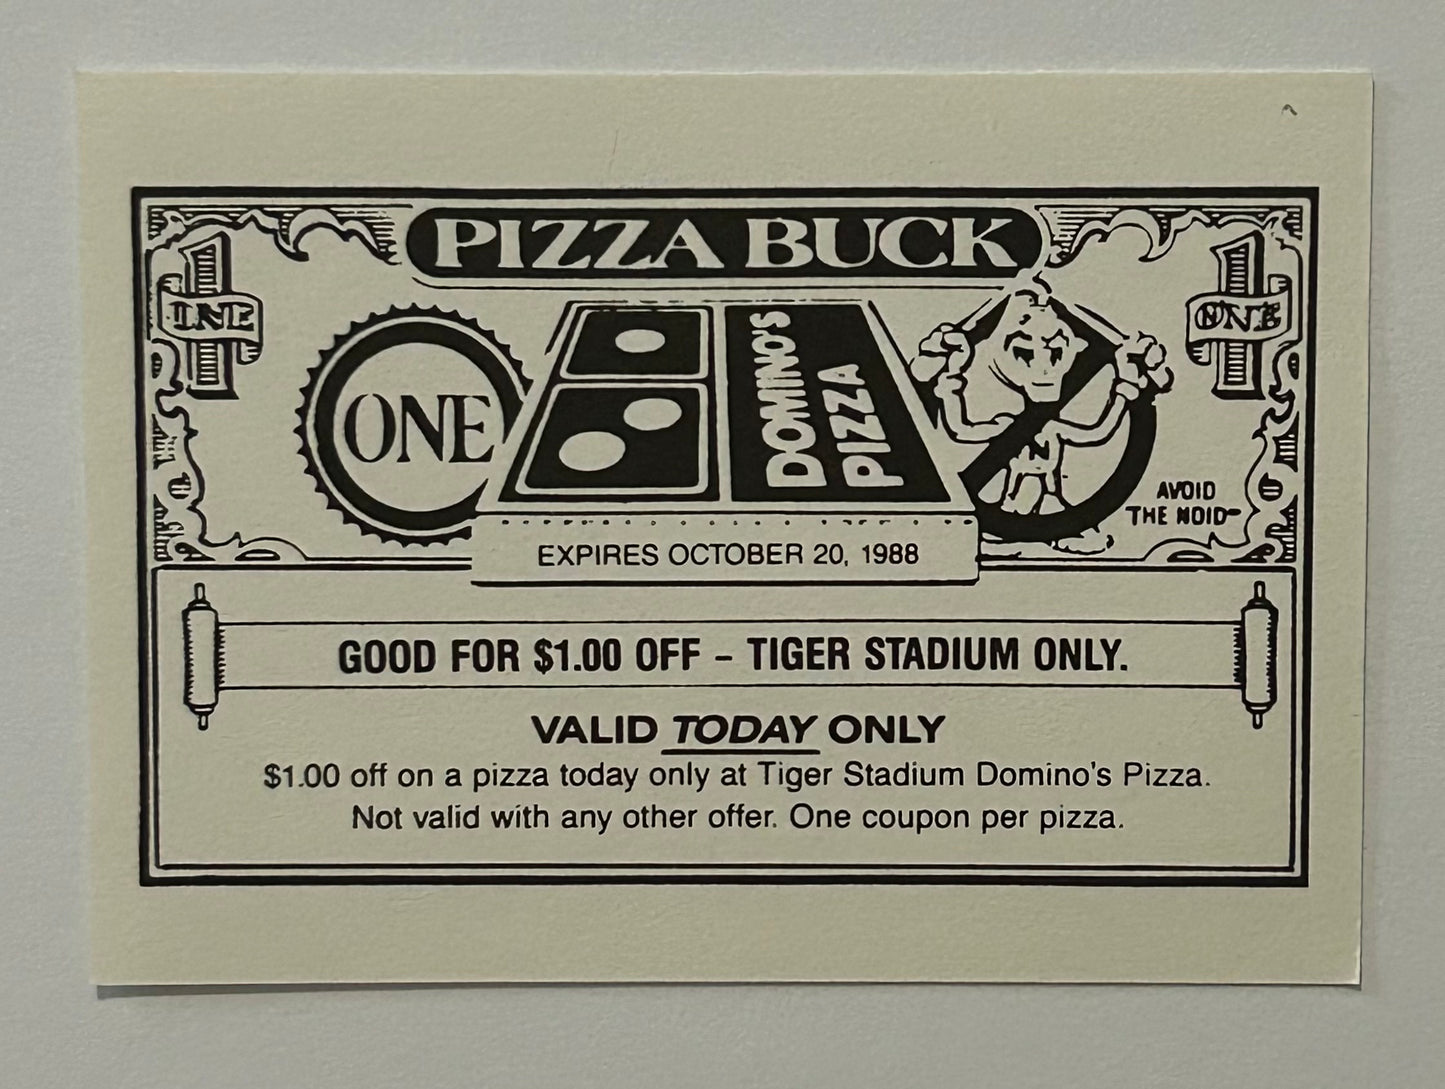 PIZZA BUCK
ONE
ONE
ONE
DOMINO'S
PIZZA
N
AVOID
THE NOID
EXPIRES OCTOBER 20, 1988
GOOD FOR $1.00 OFF – TIGER STADIUM ONLY.
VALID TODAY ONLY
$1.00 off on a pizza today only at Tiger Stadium Domino's Pizza.
Not valid with any other offer. One coupon per pizza.